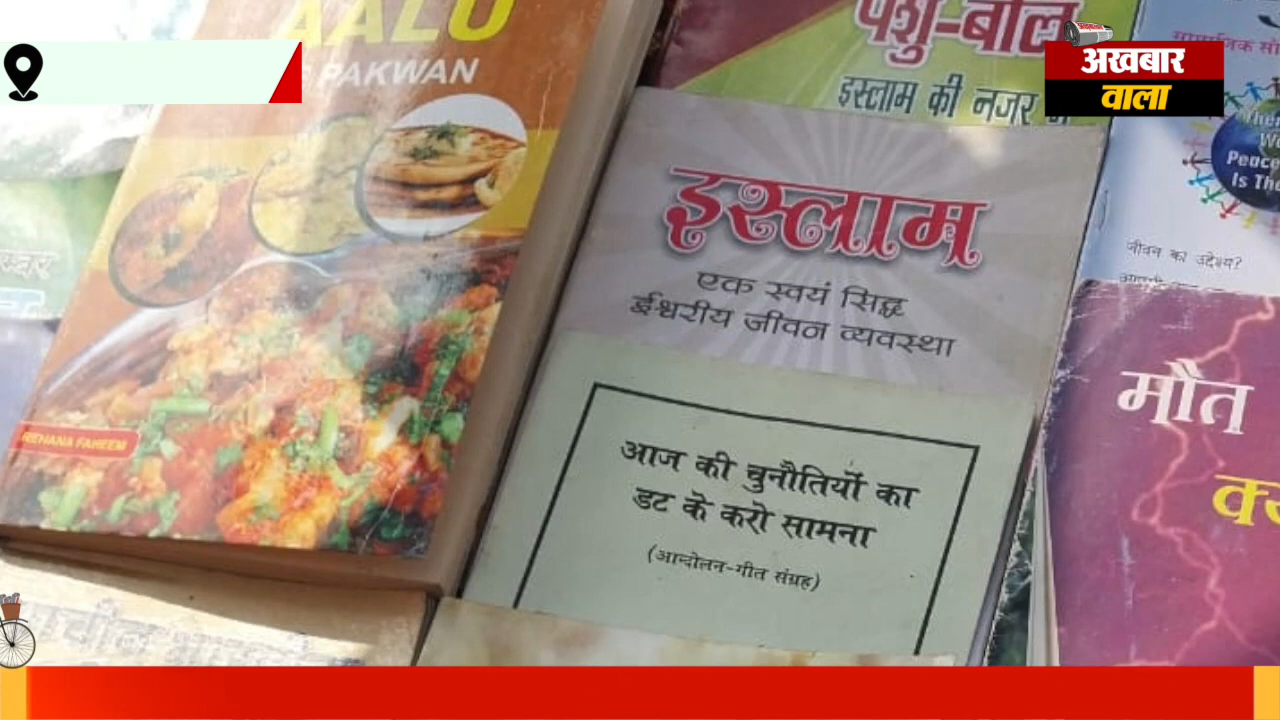 AALU
PAKWAN
REHANA FAHEEM
पशु-बलि
इस्लाम की नज़र में
इस्लाम
एक स्वयं सिद्ध
ईश्वरीय जीवन व्यवस्था
आज की चुनौतियों का
डट के करो सामना
(आन्दोलन-गीत संग्रह)
अखबार
वाला
सामाजिक
Peace
Is The
जीवन का उद्देश्य?
मौत